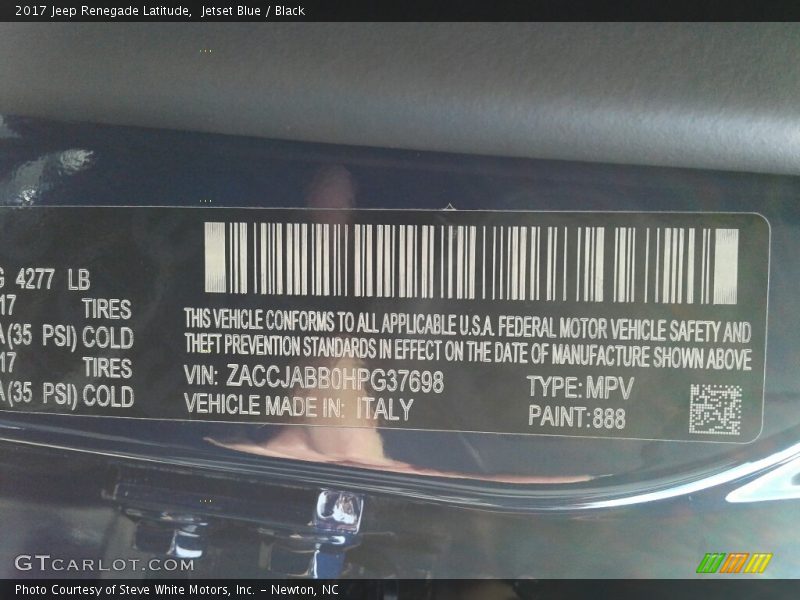 2017 Jeep Renegade Latitude,  Jetset Blue / Black
4277 LB
17 TIRES
(35 PSI) COLD
17 TIRES
(35 PSI) COLD
THIS VEHICLE CONFORMS TO ALL APPLICABLE U.S.A. FEDERAL MOTOR VEHICLE SAFETY AND
THEFT PREVENTION STANDARDS IN EFFECT ON THE DATE OF MANUFACTURE SHOWN ABOVE
VIN: ZACCJABB0HPG37698 TYPE: MPV
VEHICLE MADE IN: ITALY PAINT: 888
GTCARLOT.COM
Photo Courtesy of Steve White Motors, Inc. – Newton, NC